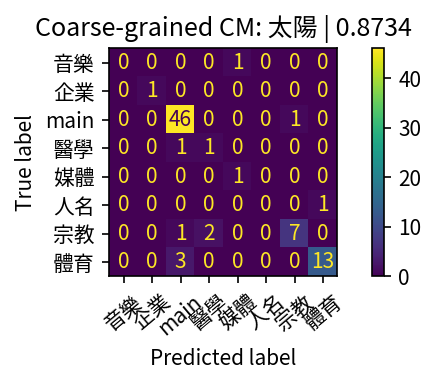 Coarse-grained CM: 太陽 | 0.8734
True label
音樂 0 0 0 0 1 0 0 0
企業 0 1 0 0 0 0 0 0
main 0 0 46 0 0 0 1 0
醫學 0 0 1 1 0 0 0 0
媒體 0 0 0 0 1 0 0 0
人名 0 0 0 0 0 0 0 1
宗教 0 0 1 2 0 0 7 0
體育 0 0 3 0 0 0 0 13
音樂 企業 main 醫學 媒體 人名 宗教 體育
Predicted label
40
30
20
10
0